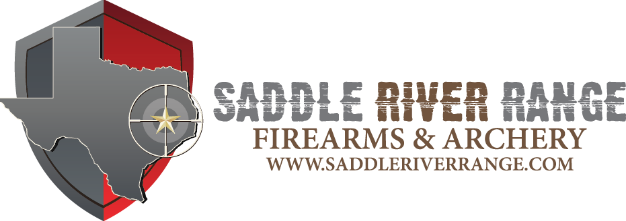 SADDLE RIVER RANGE
FIREARMS & ARCHERY
WWW.SADDLERIVERRANGE.COM